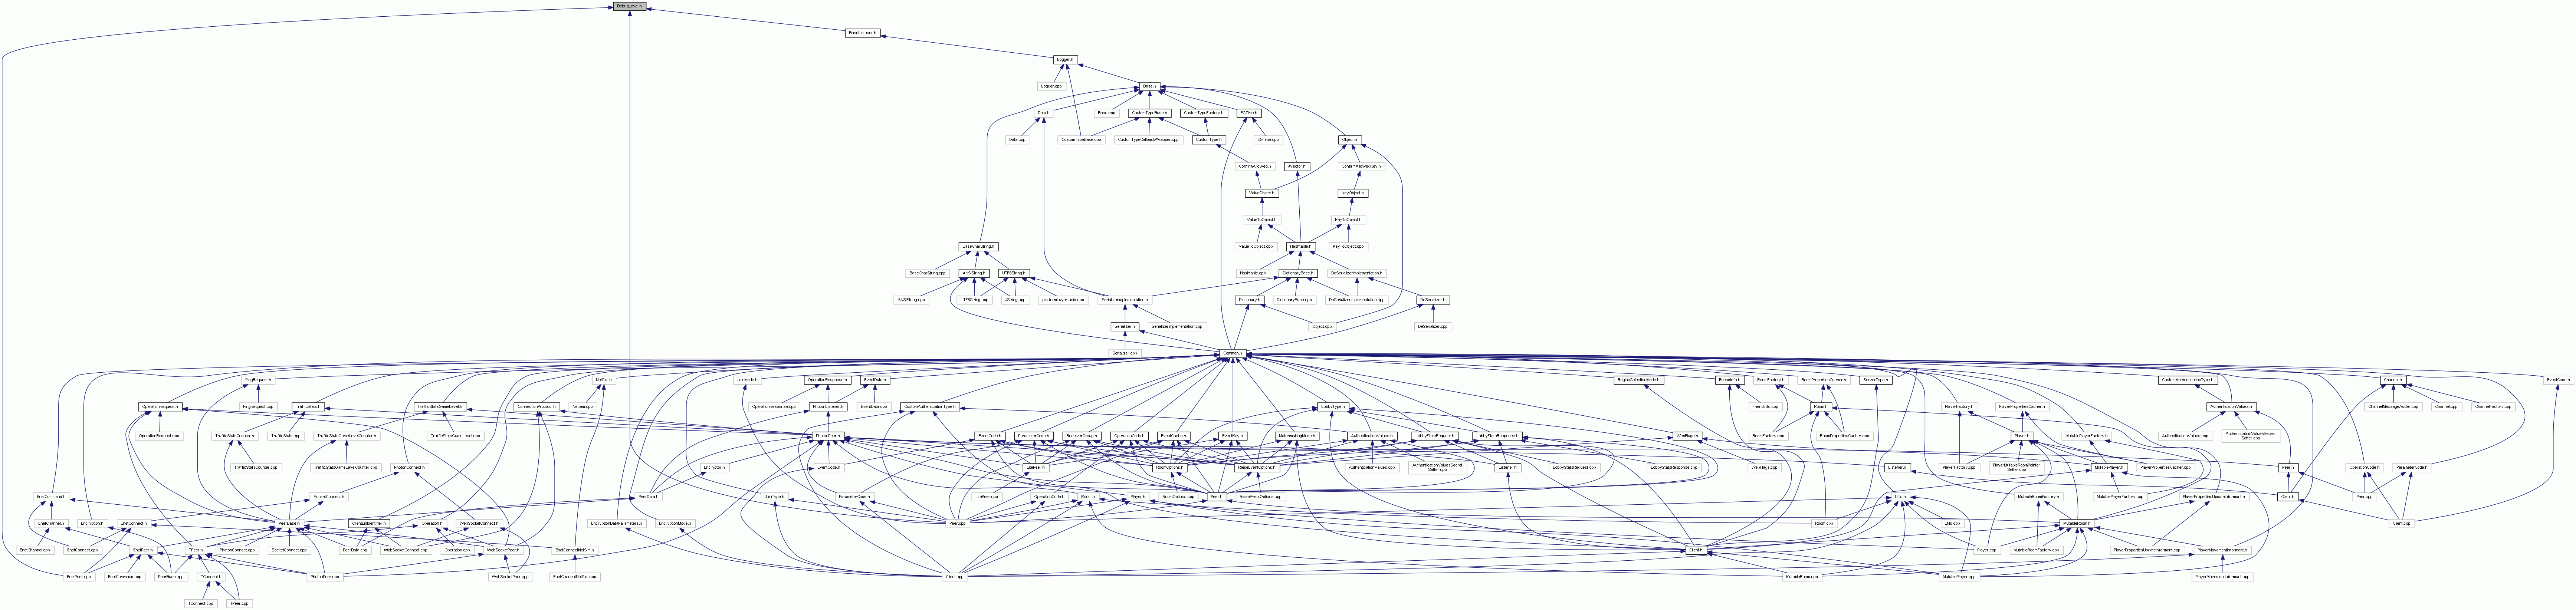 DebugLevel.h
BaseListener.h
Logger.h
Logger.cpp
Base.h
Data.h
Base.cpp
CustomTypeBase.h
CustomTypeFactory.h
EGTime.h
Data.cpp
CustomTypeBase.cpp
CustomTypeCallbackWrapper.cpp
CustomType.h
EGTime.cpp
Object.h
ConfirmAllowed.h
JVector.h
ConfirmAllowedKey.h
ValueObject.h
KeyObject.h
ValueToObject.h
KeyToObject.h
BaseCharString.h
ValueToObject.cpp
Hashtable.h
KeyToObject.cpp
BaseCharString.cpp
ANSIString.h
UTF8String.h
Hashtable.cpp
DictionaryBase.h
DeSerializerImplementation.h
ANSIString.cpp
UTF8String.cpp
JString.cpp
platformLayer-unix.cpp
SerializerImplementation.h
Dictionary.h
DictionaryBase.cpp
DeSerializerImplementation.cpp
DeSerializer.h
Serializer.h
SerializerImplementation.cpp
Object.cpp
DeSerializer.cpp
Serializer.cpp
Common.h
PingRequest.h
NetSim.h
JoinMode.h
OperationResponse.h
EventData.h
RegionSelectionMode.h
FriendInfo.h
RoomFactory.h
RoomPropertiesCacher.h
ServerType.h
CustomAuthenticationType.h
Channel.h
EventCode.h
OperationRequest.h
TrafficStats.h
PingRequest.cpp
TrafficStatsGameLevel.h
ConnectionProtocol.h
NetSim.cpp
OperationResponse.cpp
PhotonListener.h
EventData.cpp
CustomAuthenticationType.h
LobbyType.h
FriendInfo.cpp
Room.h
PlayerFactory.h
PlayerPropertiesCacher.h
AuthenticationValues.h
ChannelMessageAdder.cpp
Channel.cpp
ChannelFactory.cpp
OperationRequest.cpp
TrafficStatsCounter.h
TrafficStats.cpp
TrafficStatsGameLevelCounter.h
TrafficStatsGameLevel.cpp
PhotonPeer.h
EventCode.h
ParameterCode.h
ReceiverGroup.h
OperationCode.h
EventCache.h
EventKey.h
MatchmakingMode.h
AuthenticationValues.h
LobbyStatsRequest.h
LobbyStatsResponse.h
WebFlags.h
RoomFactory.cpp
RoomPropertiesCacher.cpp
Player.h
MutablePlayerFactory.h
AuthenticationValues.cpp
AuthenticationValuesSecret
Setter.cpp
TrafficStatsCounter.cpp
TrafficStatsGameLevelCounter.cpp
PhotonConnect.h
Encryptor.h
EventCode.h
LitePeer.h
RoomOptions.h
RaiseEventOptions.h
AuthenticationValues.cpp
AuthenticationValuesSecret
Setter.cpp
Listener.h
LobbyStatsRequest.cpp
LobbyStatsResponse.cpp
WebFlags.cpp
Listener.h
PlayerFactory.cpp
PlayerMutableRoomPointer
Setter.cpp
MutablePlayer.h
PlayerPropertiesCacher.cpp
Peer.h
OperationCode.h
ParameterCode.h
EnetCommand.h
SocketConnect.h
PeerData.h
JoinType.h
ParameterCode.h
LitePeer.cpp
OperationCode.h
Room.h
Player.h
RoomOptions.cpp
Peer.h
RaiseEventOptions.cpp
Utils.h
MutableRoomFactory.h
MutablePlayerFactory.cpp
PlayerPropertiesUpdateInformant.h
Client.h
Peer.cpp
EnetChannel.h
Encryption.h
EnetConnect.h
PeerBase.h
ClientLobbyIdentifier.h
Operation.h
WebSocketConnect.h
EncryptionDataParameters.h
EncryptionMode.h
Peer.cpp
Room.cpp
Utils.cpp
MutableRoom.h
Client.cpp
EnetChannel.cpp
EnetConnect.cpp
EnetPeer.h
TPeer.h
PhotonConnect.cpp
SocketConnect.cpp
PeerData.cpp
WebSocketConnect.cpp
Operation.cpp
WebSocketPeer.h
EnetConnectNetSim.h
Client.h
Player.cpp
MutableRoomFactory.cpp
PlayerPropertiesUpdateInformant.cpp
PlayerMovementInformant.h
EnetPeer.cpp
EnetCommand.cpp
PeerBase.cpp
TConnect.h
PhotonPeer.cpp
WebSocketPeer.cpp
EnetConnectNetSim.cpp
Client.cpp
MutableRoom.cpp
MutablePlayer.cpp
PlayerMovementInformant.cpp
TConnect.cpp
TPeer.cpp